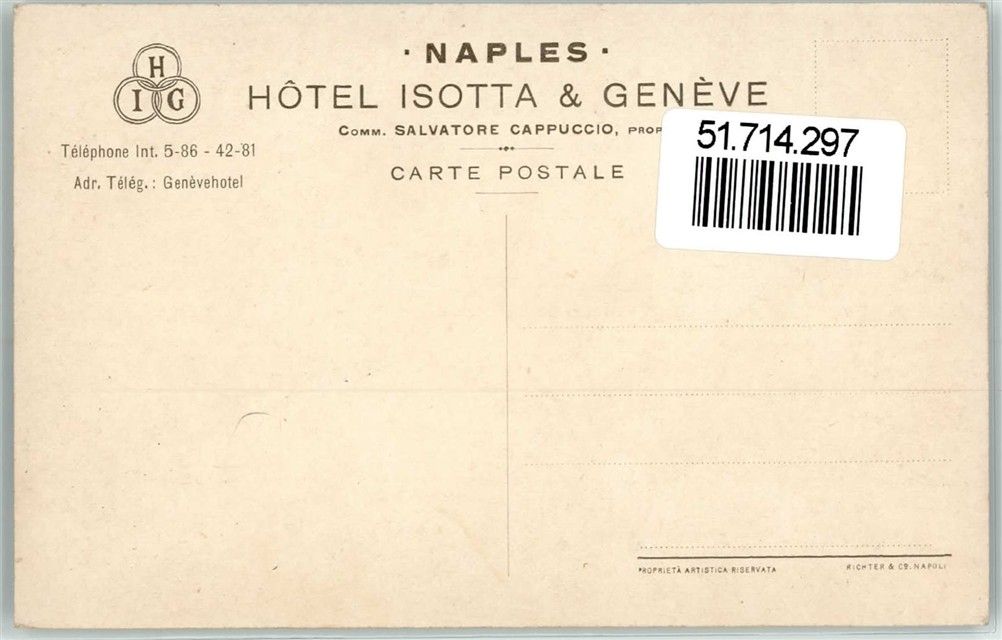 · NAPLES ·
H
I G
HÔTEL ISOTTA & GENÈVE
COMM. SALVATORE CAPPUCCIO,
51.714.297
Téléphone Int. 5-86 - 42-81
CARTE POSTALE
Adr. Télég.: Genèvehotel
PROPRIETÀ ARTISTICA RISERVATA
RICHTER & Cº. NAPOLI